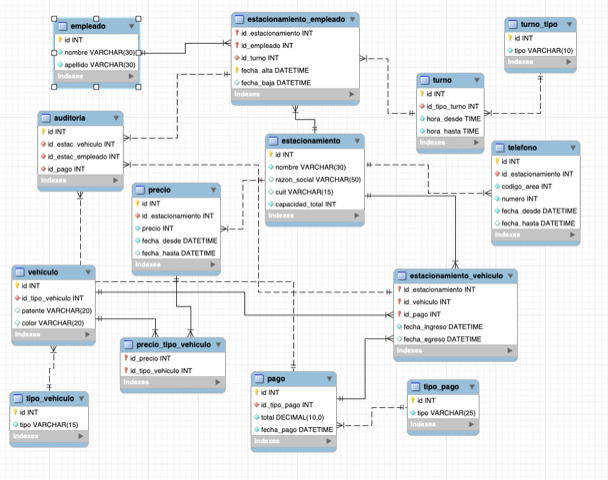 empleado
id INT
nombre VARCHAR(30)
apellido VARCHAR(30)
Indexes
estacionamiento_empleado
id_estacionamiento INT
id_empleado INT
id_turno INT
fecha_alta DATETIME
fecha_baja DATETIME
Indexes
turno_tipo
id INT
tipo VARCHAR(10)
Indexes
turno
id INT
id_tipo_turno INT
hora_desde TIME
hora_hasta TIME
Indexes
auditoria
id INT
id_estac_vehiculo INT
id_estac_empleado INT
id_pago INT
Indexes
estacionamiento
id INT
nombre VARCHAR(30)
razon_social VARCHAR(50)
cuit VARCHAR(15)
capacidad_total INT
Indexes
telefono
id INT
id_estacionamiento INT
codigo_area INT
numero INT
fecha_desde DATETIME
fecha_hasta DATETIME
Indexes
precio
id INT
id_estacionamiento INT
precio INT
fecha_desde DATETIME
fecha_hasta DATETIME
Indexes
vehiculo
id INT
id_tipo_vehiculo INT
patente VARCHAR(20)
color VARCHAR(20)
Indexes
estacionamiento_vehiculo
id_estacionamiento INT
id_vehiculo INT
id_pago INT
fecha_ingreso DATETIME
fecha_egreso DATETIME
Indexes
precio_tipo_vehiculo
id_precio INT
id_tipo_vehiculo INT
Indexes
pago
id INT
id_tipo_pago INT
total DECIMAL(10,0)
fecha_pago DATETIME
Indexes
tipo_pago
id INT
tipo VARCHAR(25)
Indexes
tipo_vehiculo
id INT
tipo VARCHAR(15)
Indexes